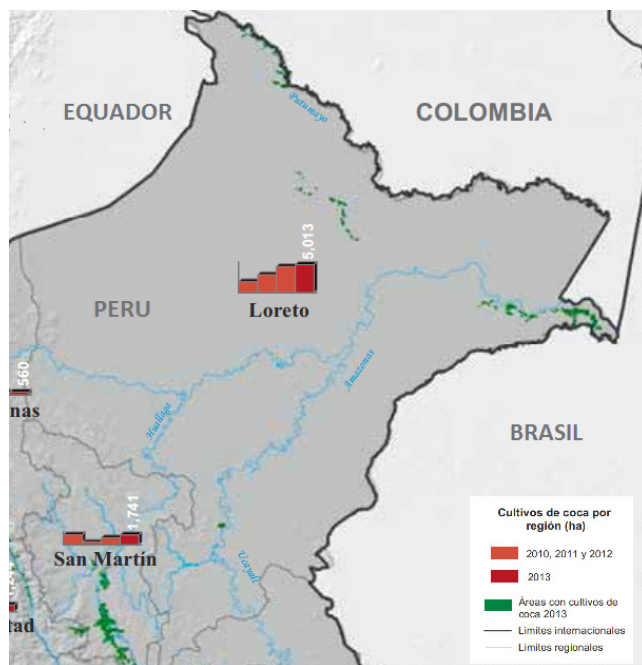 EQUADOR
COLOMBIA
Putumayo
5,013
PERU
Loreto
Amazonas
560
nas
Huallaga
BRASIL
1,741
San Martín
Ucayali
tad
Cultivos de coca por
región (ha)
2010, 2011 y 2012
2013
Áreas con cultivos de
coca 2013
Limites internacionales
Limites regionales